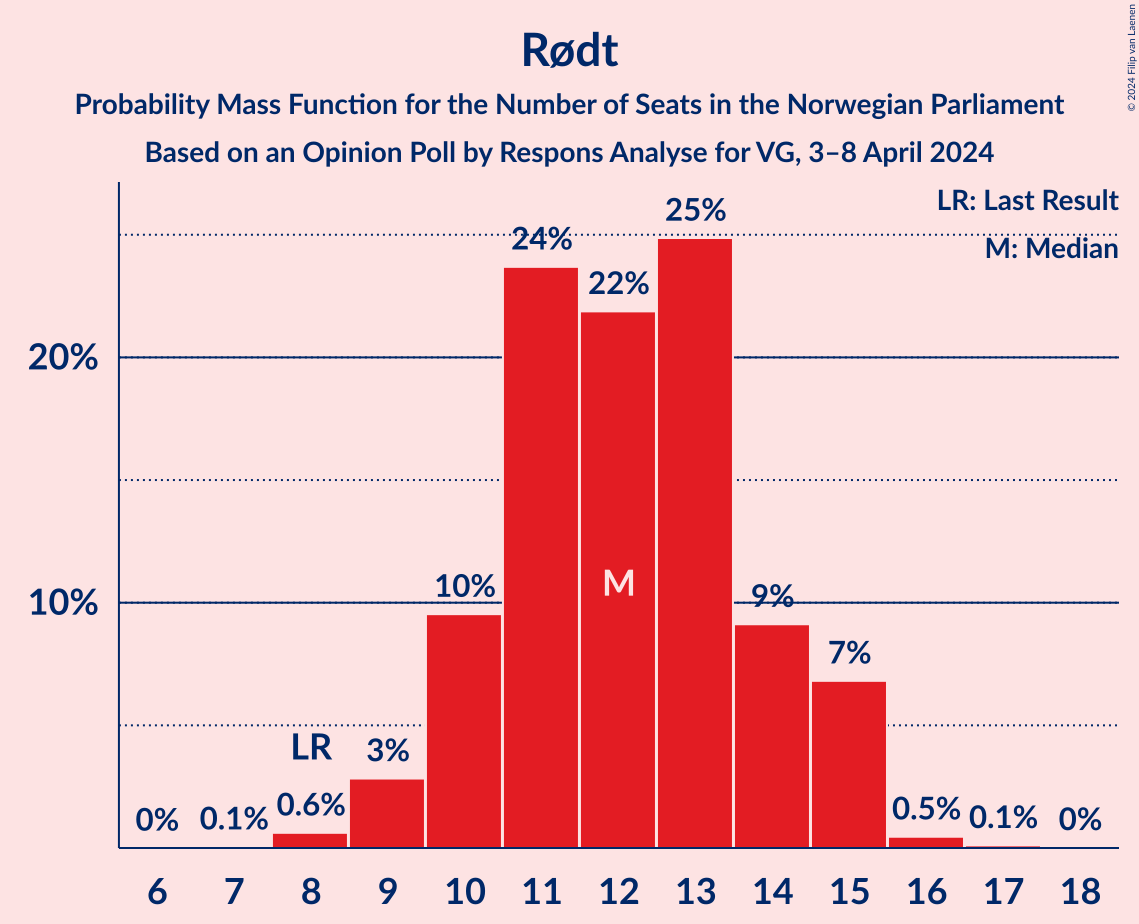 © 2024 Filip van Laenen
Rødt
Probability Mass Function for the Number of Seats in the Norwegian Parliament
Based on an Opinion Poll by Respons Analyse for VG, 3–8 April 2024
LR: Last Result
M: Median
25%
24%
22%
20%
10%
10%
9%
7%
M
LR
3%
0%
0.1%
0.6%
0.5%
0.1%
0%
6 7 8 9 10 11 12 13 14 15 16 17 18